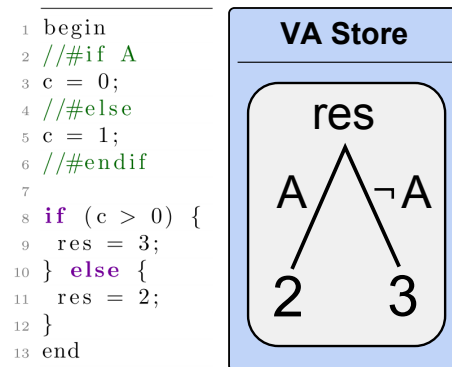 1 begin
2 //#if A
3 c = 0;
4 //#else
5 c = 1;
6 //#endif
7
8 if (c > 0) {
9 res = 3;
10 } else {
11 res = 2;
12 }
13 end
VA Store
res
A ¬A
2 3